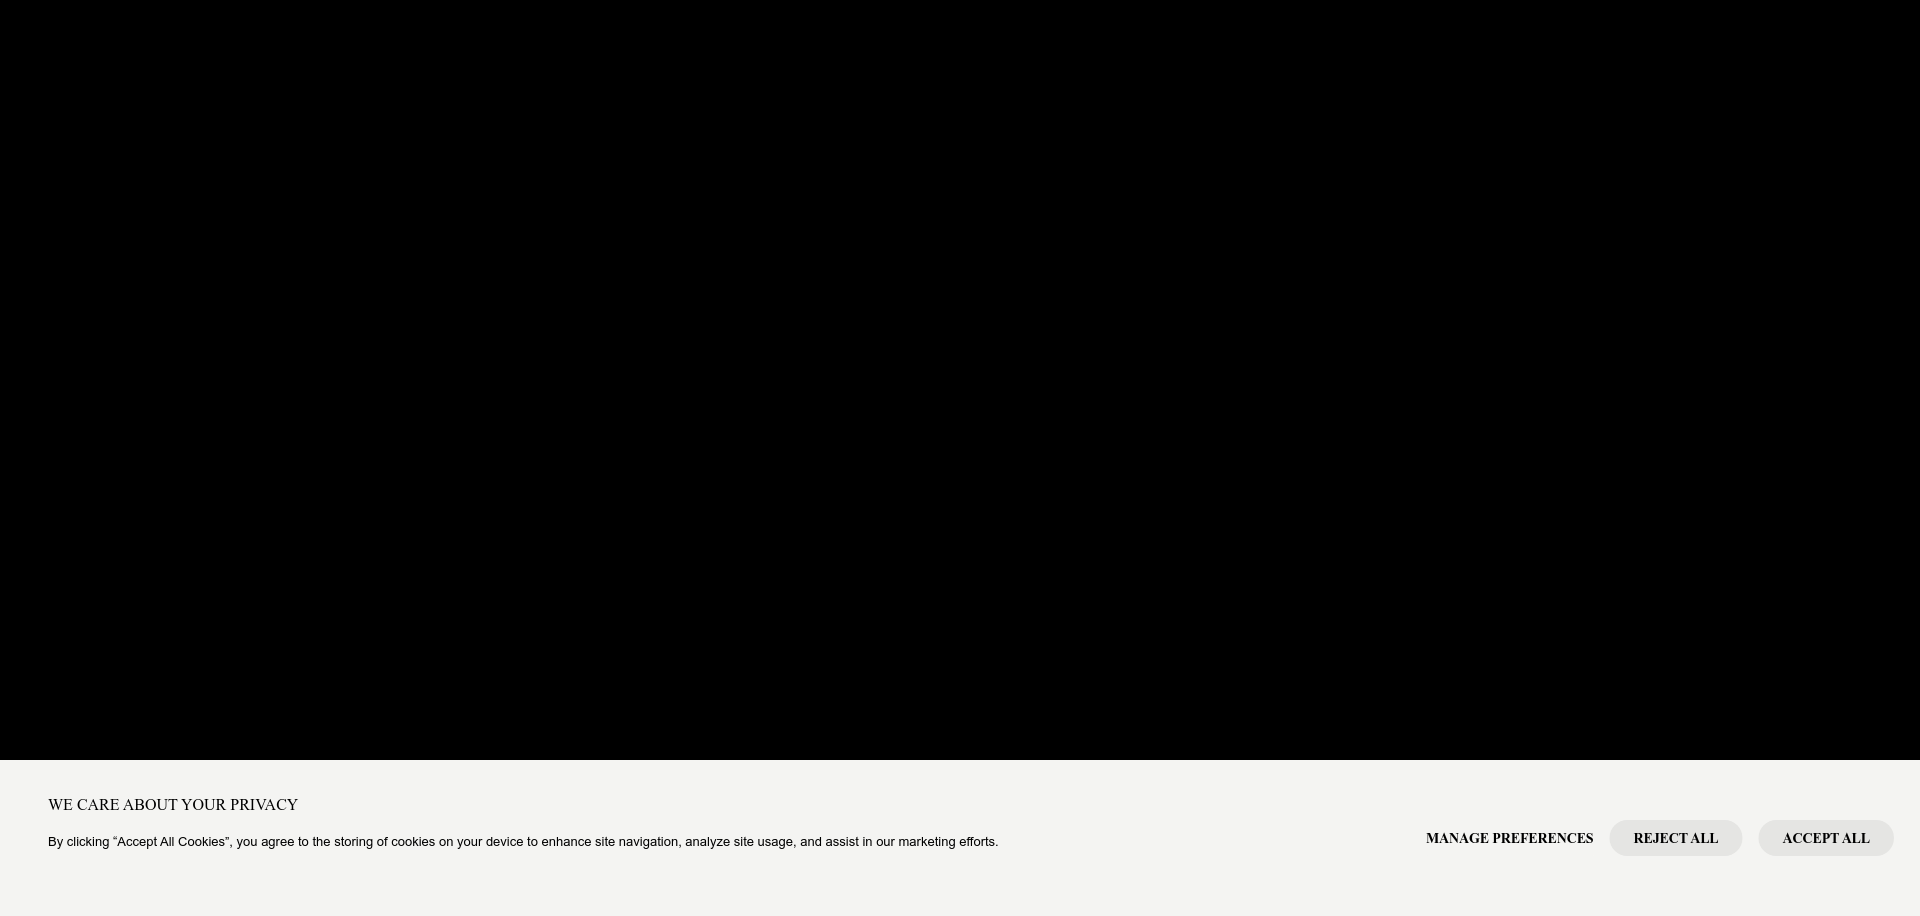 WE CARE ABOUT YOUR PRIVACY
By clicking “Accept All Cookies”, you agree to the storing of cookies on your device to enhance site navigation, analyze site usage, and assist in our marketing efforts.
MANAGE PREFERENCES
REJECT ALL
ACCEPT ALL